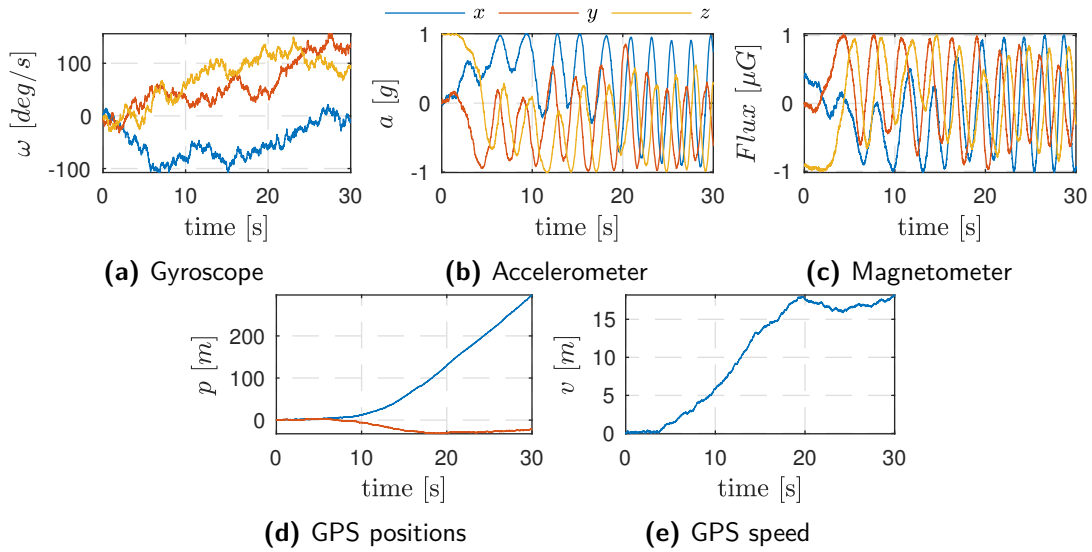 x y z
ω [deg/s]
100
0
-100
0 10 20 30
time [s]
(a) Gyroscope
a [g]
1
0
-1
0 10 20 30
time [s]
(b) Accelerometer
Flux [μG]
1
0
-1
0 10 20 30
time [s]
(c) Magnetometer
p [m]
200
100
0
0 10 20 30
time [s]
(d) GPS positions
v [m]
15
10
5
0
0 10 20 30
time [s]
(e) GPS speed